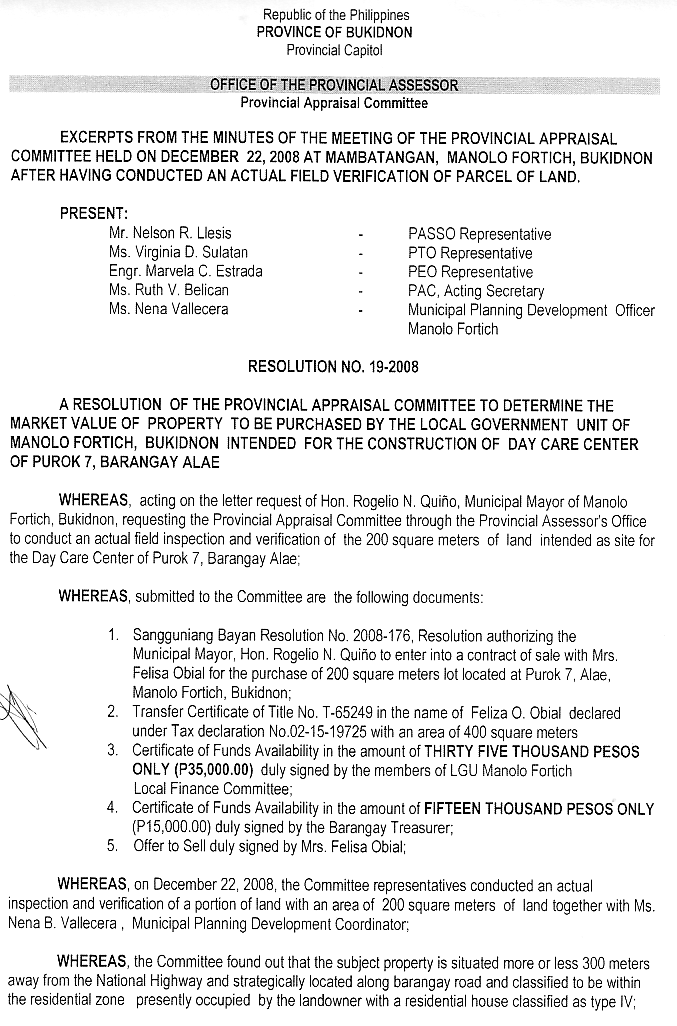 Republic of the Philippines
PROVINCE OF BUKIDNON
Provincial Capitol
OFFICE OF THE PROVINCIAL ASSESSOR
Provincial Appraisal Committee
EXCERPTS FROM THE MINUTES OF THE MEETING OF THE PROVINCIAL APPRAISAL
COMMITTEE HELD ON DECEMBER 22, 2008 AT MAMBATANGAN, MANOLO FORTICH, BUKIDNON
AFTER HAVING CONDUCTED AN ACTUAL FIELD VERIFICATION OF PARCEL OF LAND.
PRESENT:
Mr. Nelson R. Llesis - PASSO Representative
Ms. Virginia D. Sulatan - PTO Representative
Engr. Marvela C. Estrada - PEO Representative
Ms. Ruth V. Belican - PAC, Acting Secretary
Ms. Nena Vallecera - Municipal Planning Development Officer
Manolo Fortich
RESOLUTION NO. 19-2008
A RESOLUTION OF THE PROVINCIAL APPRAISAL COMMITTEE TO DETERMINE THE
MARKET VALUE OF PROPERTY TO BE PURCHASED BY THE LOCAL GOVERNMENT UNIT OF
MANOLO FORTICH, BUKIDNON INTENDED FOR THE CONSTRUCTION OF DAY CARE CENTER
OF PUROK 7, BARANGAY ALAE
WHEREAS, acting on the letter request of Hon. Rogelio N. Quiño, Municipal Mayor of Manolo
Fortich, Bukidnon, requesting the Provincial Appraisal Committee through the Provincial Assessor's Office
to conduct an actual field inspection and verification of the 200 square meters of land intended as site for
the Day Care Center of Purok 7, Barangay Alae;
WHEREAS, submitted to the Committee are the following documents:
1. Sangguniang Bayan Resolution No. 2008-176, Resolution authorizing the
Municipal Mayor, Hon. Rogelio N. Quiño to enter into a contract of sale with Mrs.
Felisa Obial for the purchase of 200 square meters lot located at Purok 7, Alae,
Manolo Fortich, Bukidnon;
2. Transfer Certificate of Title No. T-65249 in the name of Feliza O. Obial declared
under Tax declaration No.02-15-19725 with an area of 400 square meters
3. Certificate of Funds Availability in the amount of THIRTY FIVE THOUSAND PESOS
ONLY (P35,000.00) duly signed by the members of LGU Manolo Fortich
Local Finance Committee;
4. Certificate of Funds Availability in the amount of FIFTEEN THOUSAND PESOS ONLY
(P15,000.00) duly signed by the Barangay Treasurer;
5. Offer to Sell duly signed by Mrs. Felisa Obial;
WHEREAS, on December 22, 2008, the Committee representatives conducted an actual
inspection and verification of a portion of land with an area of 200 square meters of land together with Ms.
Nena B. Vallecera , Municipal Planning Development Coordinator;
WHEREAS, the Committee found out that the subject property is situated more or less 300 meters
away from the National Highway and strategically located along barangay road and classified to be within
the residential zone presently occupied by the landowner with a residential house classified as type IV;